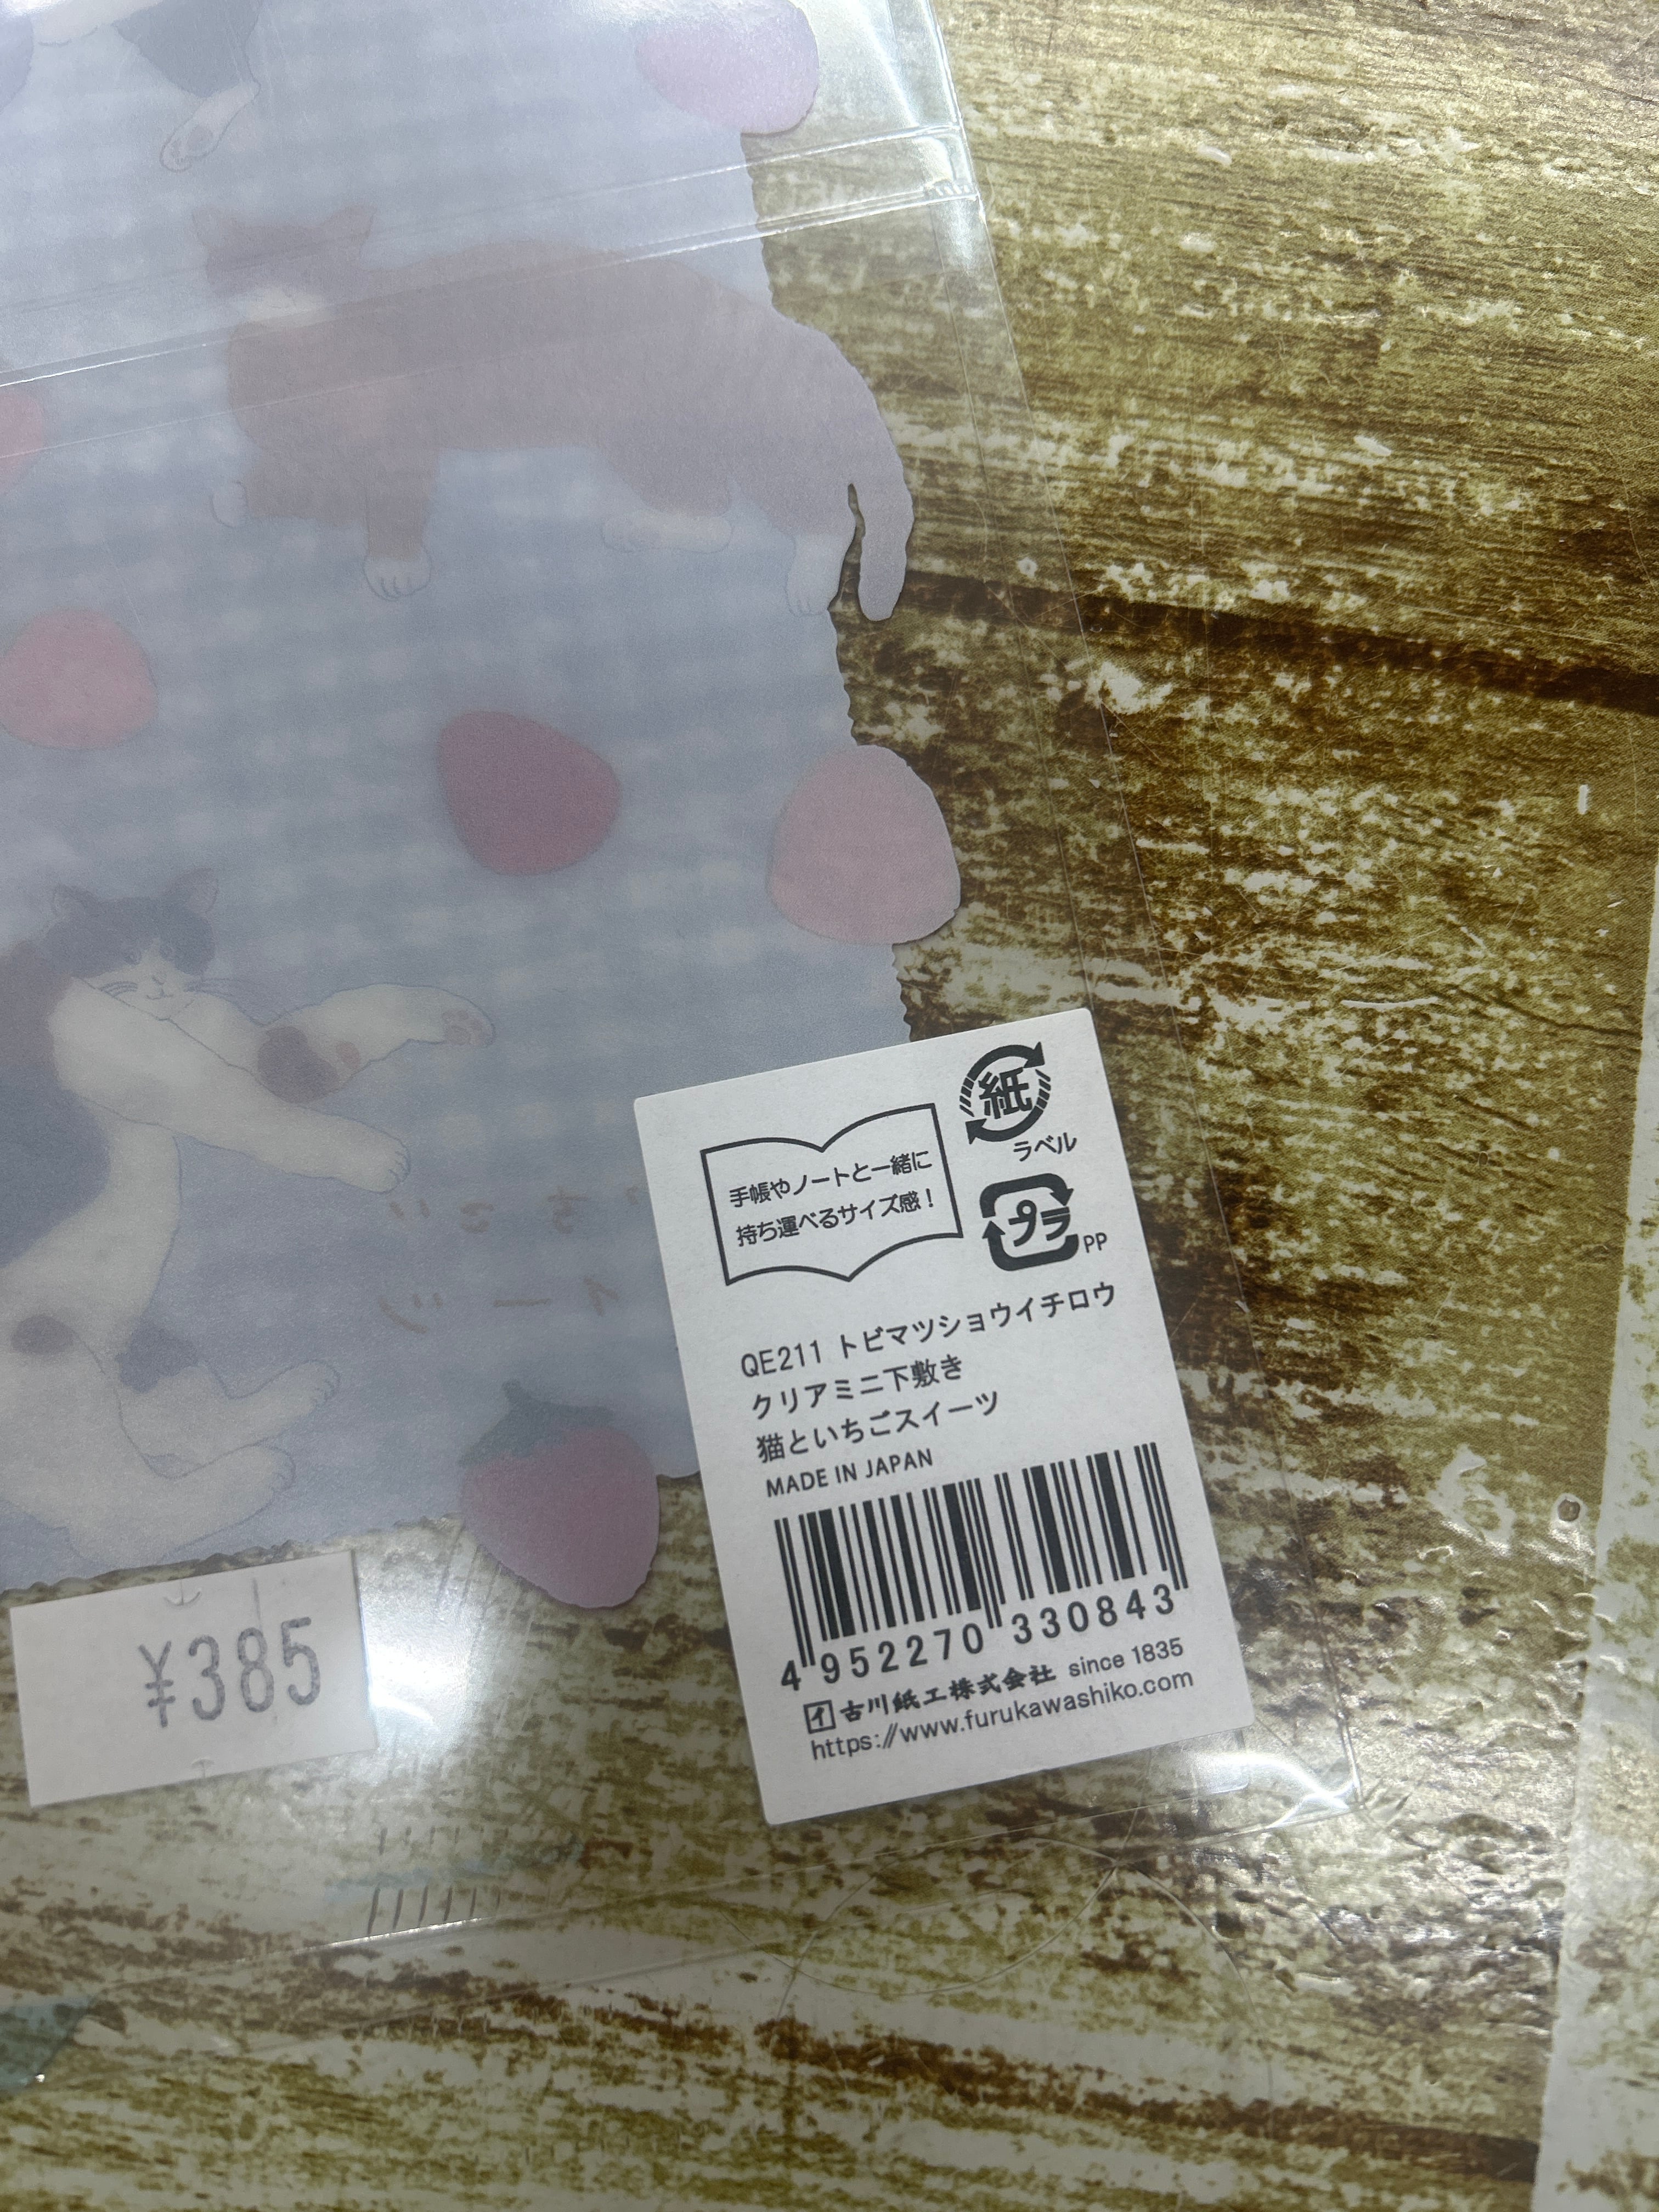 紙
ラベル
手帳やノートと一緒に
持ち運べるサイズ感！
プラ
PP
QE211 トビマツショウイチロウ
クリアミニ下敷き
猫といちごスイーツ
MADE IN JAPAN
4 952270 330843
イ 古川紙工株式会社 since 1835
https://www.furukawashiko.com
¥385